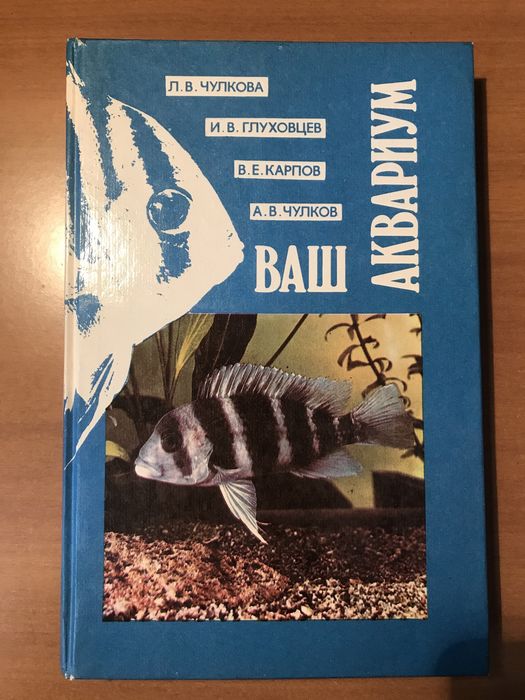 Л. В. ЧУЛКОВА
И. В. ГЛУХОВЦЕВ
В. Е. КАРПОВ
А. В. ЧУЛКОВ
ВАШ
АКВАРИУМ